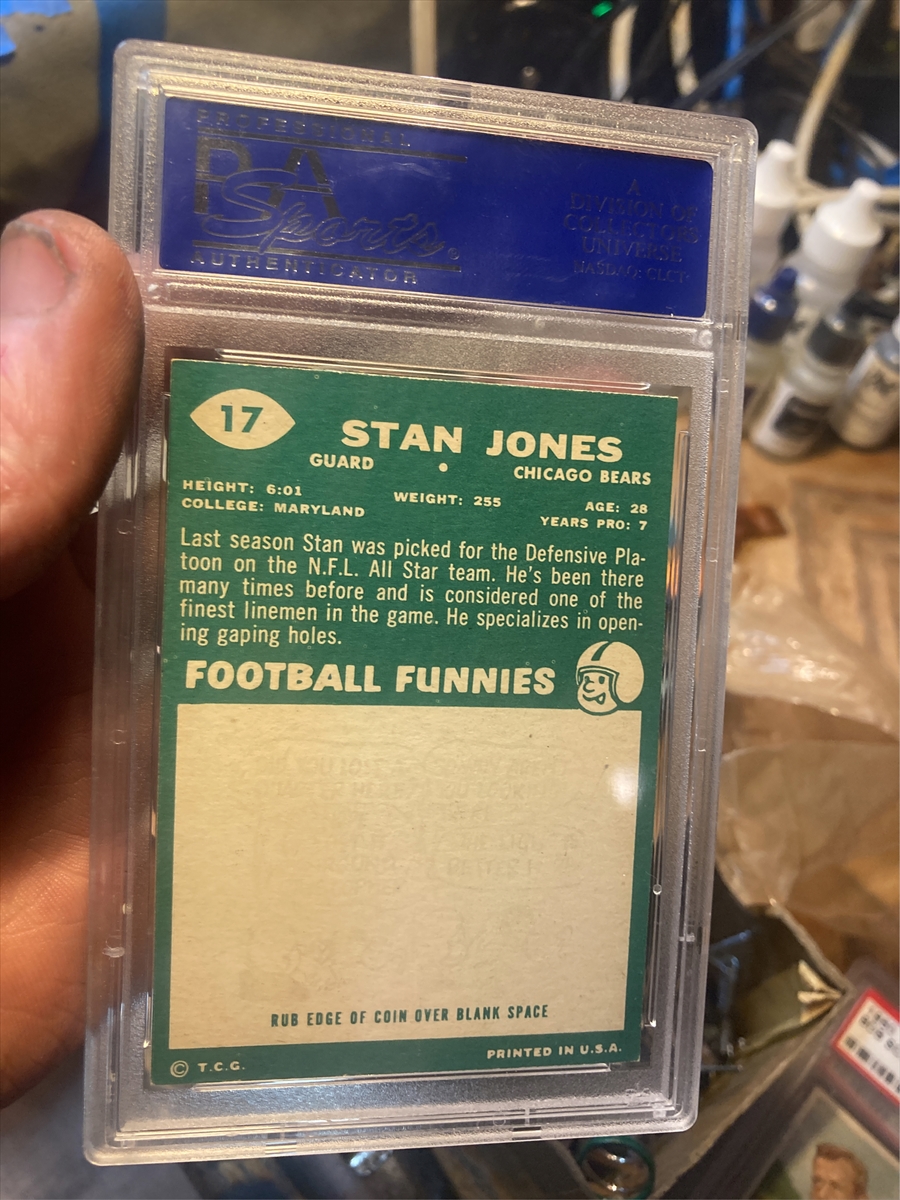 PROFESSIONAL
PSA
Sports.
AUTHENTICATOR
A
DIVISION OF
COLLECTORS
UNIVERSE
NASDAQ: CLCT
17
STAN JONES
GUARD • CHICAGO BEARS
HEIGHT: 6:01 WEIGHT: 255 AGE: 28
COLLEGE: MARYLAND YEARS PRO: 7
Last season Stan was picked for the Defensive Pla-
toon on the N.F.L. All Star team. He's been there
many times before and is considered one of the
finest linemen in the game. He specializes in open-
ing gaping holes.
FOOTBALL FUNNIES
RUB EDGE OF COIN OVER BLANK SPACE
© T.C.G. PRINTED IN U.S.A.